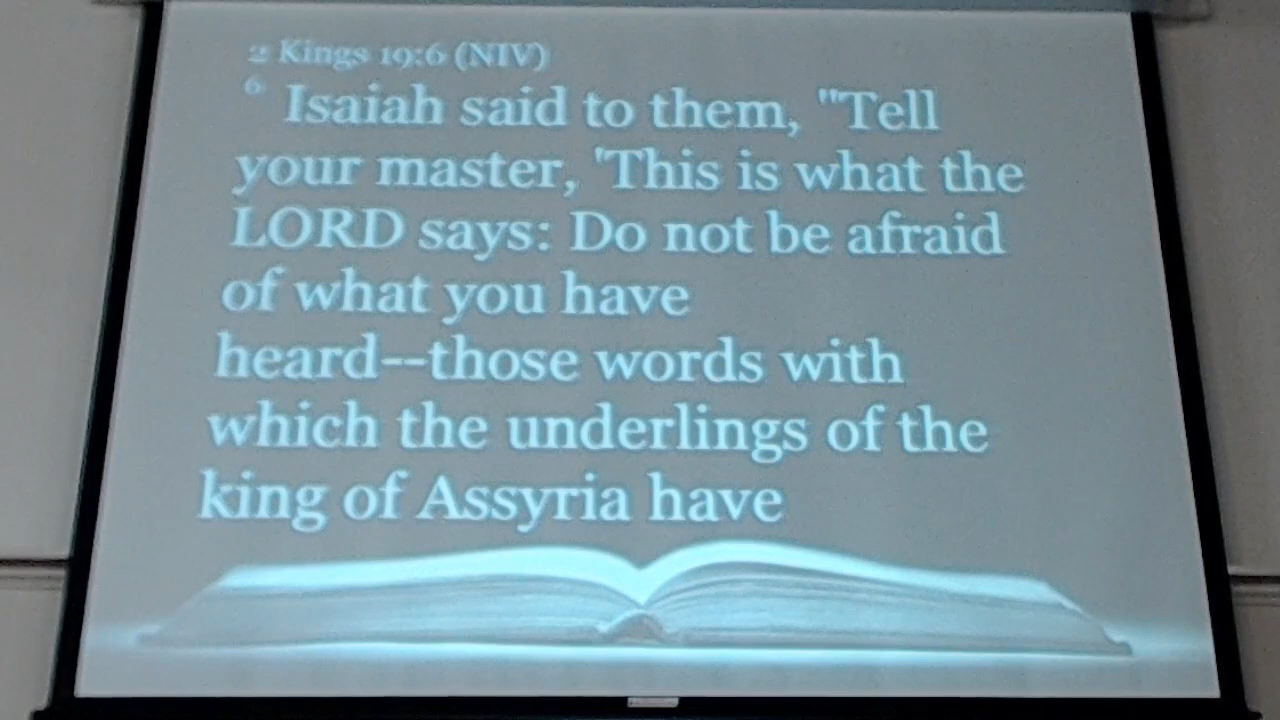 2 Kings 19:6 (NIV)
6 Isaiah said to them, "Tell
your master, 'This is what the
LORD says: Do not be afraid
of what you have
heard--those words with
which the underlings of the
king of Assyria have